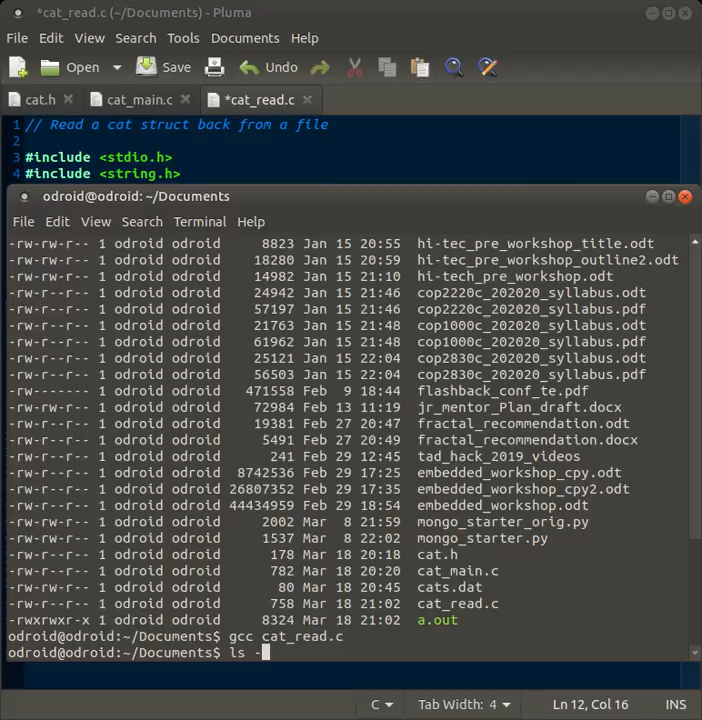 *cat_read.c (~/Documents) - Pluma
File Edit View Search Tools Documents Help
Open Save Undo
cat.h cat_main.c *cat_read.c
1 // Read a cat struct back from a file
2
3 #include <stdio.h>
4 #include <string.h>
odroid@odroid: ~/Documents
File Edit View Search Terminal Help
-rw-rw-r-- 1 odroid odroid 8823 Jan 15 20:55 hi-tec_pre_workshop_title.odt
-rw-rw-r-- 1 odroid odroid 18280 Jan 15 20:59 hi-tec_pre_workshop_outline2.odt
-rw-rw-r-- 1 odroid odroid 14982 Jan 15 21:10 hi-tech_pre_workshop.odt
-rw-r--r-- 1 odroid odroid 24942 Jan 15 21:46 cop2220c_202020_syllabus.odt
-rw-r--r-- 1 odroid odroid 57197 Jan 15 21:46 cop2220c_202020_syllabus.pdf
-rw-r--r-- 1 odroid odroid 21763 Jan 15 21:48 cop1000c_202020_syllabus.odt
-rw-r--r-- 1 odroid odroid 61962 Jan 15 21:48 cop1000c_202020_syllabus.pdf
-rw-r--r-- 1 odroid odroid 25121 Jan 15 22:04 cop2830c_202020_syllabus.odt
-rw-r--r-- 1 odroid odroid 56503 Jan 15 22:04 cop2830c_202020_syllabus.pdf
-rw------- 1 odroid odroid 471558 Feb 9 18:44 flashback_conf_te.pdf
-rw-rw-r-- 1 odroid odroid 72984 Feb 13 11:19 jr_mentor_Plan_draft.docx
-rw-rw-r-- 1 odroid odroid 19381 Feb 27 20:47 fractal_recommendation.odt
-rw-rw-r-- 1 odroid odroid 5491 Feb 27 20:49 fractal_recommendation.docx
-rw-rw-r-- 1 odroid odroid 241 Feb 29 12:45 tad_hack_2019_videos
-rw-rw-r-- 1 odroid odroid 8742536 Feb 29 17:25 embedded_workshop_cpy.odt
-rw-r--r-- 1 odroid odroid 26807352 Feb 29 17:35 embedded_workshop_cpy2.odt
-rw-r--r-- 1 odroid odroid 44434959 Feb 29 18:54 embedded_workshop.odt
-rw-rw-r-- 1 odroid odroid 2002 Mar 8 21:59 mongo_starter_orig.py
-rw-rw-r-- 1 odroid odroid 1537 Mar 8 22:02 mongo_starter.py
-rw-r--r-- 1 odroid odroid 178 Mar 18 20:18 cat.h
-rw-r--r-- 1 odroid odroid 782 Mar 18 20:20 cat_main.c
-rw-rw-r-- 1 odroid odroid 80 Mar 18 20:45 cats.dat
-rw-r--r-- 1 odroid odroid 758 Mar 18 21:02 cat_read.c
-rwxrwxr-x 1 odroid odroid 8324 Mar 18 21:02 a.out
odroid@odroid:~/Documents$ gcc cat_read.c
odroid@odroid:~/Documents$ ls -
C Tab Width: 4 Ln 12, Col 16 INS